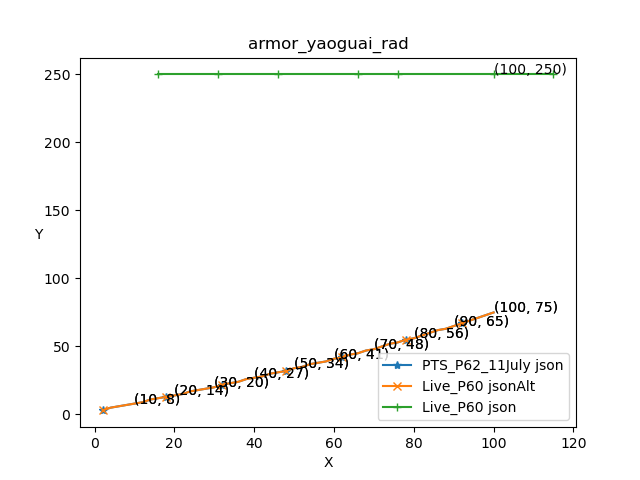 armor_yaoguai_rad
250
200
150
100
50
0
Y
(100, 250)
(100, 75)
(90, 65)
(80, 56)
(70, 48)
(60, 41)
(50, 34)
(40, 27)
(30, 20)
(20, 14)
(10, 8)
PTS_P62_11July json
Live_P60 jsonAlt
Live_P60 json
0 20 40 60 80 100 120
X